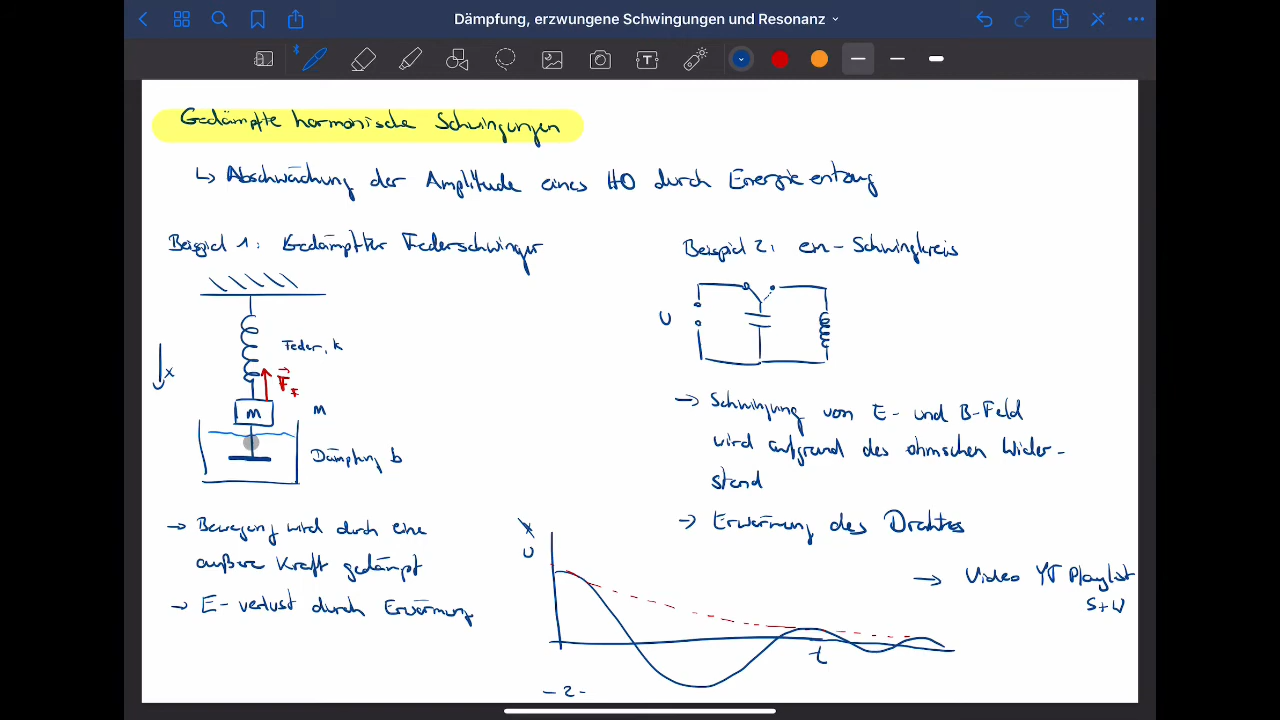 Dämpfung, erzwungene Schwingungen und Resonanz
Gedämpfte harmonische Schwingungen
↳ Abschwächung der Amplitude eines HO durch Energieentzug
Beispiel 1: Gedämpfter Federschwinger
Feder, k
x
F_F
m
m
Dämpfung b
→ Bewegung wird durch eine
äußere Kraft gedämpft
→ E-verlust durch Erwärmung
Beispiel 2: em-Schwingkreis
U
→ Schwingung von E- und B-Feld
wird aufgrund des ohmschen Wider-
stand
→ Erwärmung des Drahtes
→ Video YT Playlist
S+W
x
U
t
-2-